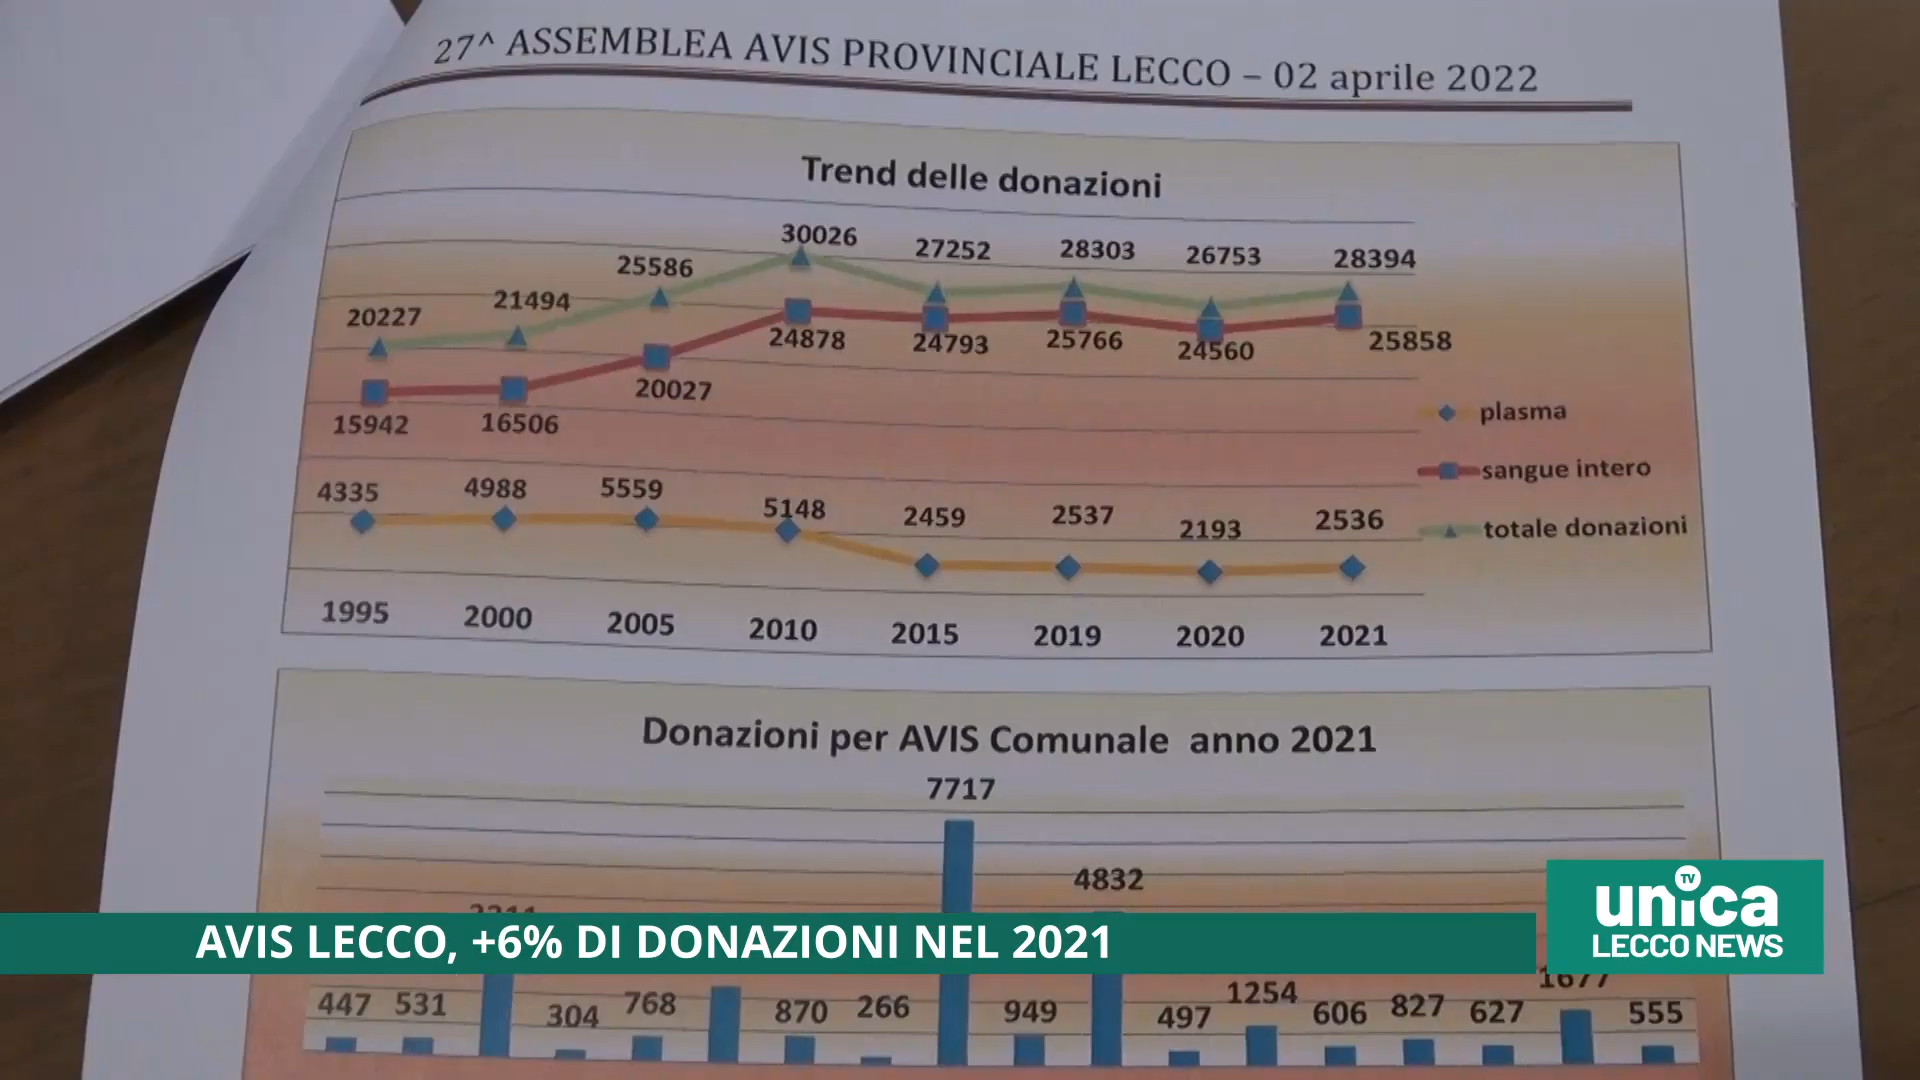 27^ ASSEMBLEA AVIS PROVINCIALE LECCO – 02 aprile 2022
Trend delle donazioni
30026 27252 28303 26753 28394
25586
21494
20227
24878 24793 25766 24560 25858
20027
15942 16506
plasma
sangue intero
totale donazioni
4335 4988 5559 5148 2459 2537 2193 2536
1995 2000 2005 2010 2015 2019 2020 2021
Donazioni per AVIS Comunale anno 2021
7717
4832
AVIS LECCO, +6% DI DONAZIONI NEL 2021
unica TV
LECCO NEWS
447 531 304 768 870 266 949 497 1254 606 827 627 1677 555